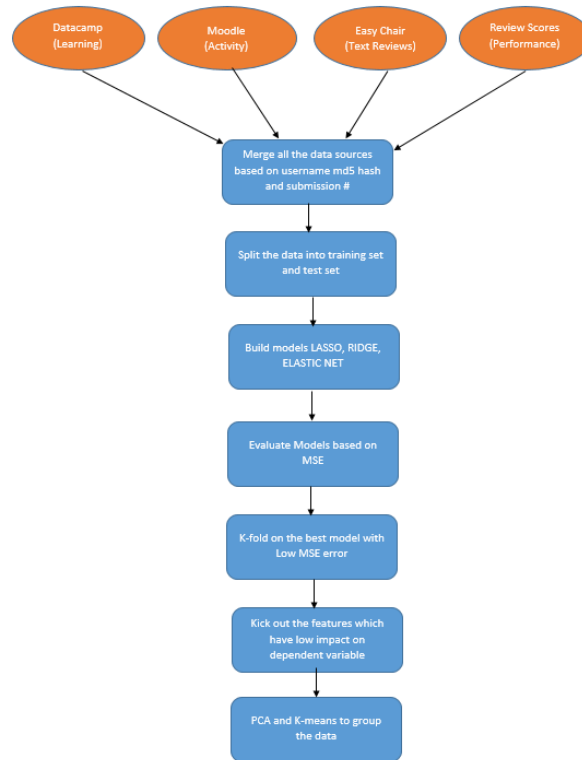 Datacamp
(Learning)
Moodle
(Activity)
Easy Chair
(Text Reviews)
Review Scores
(Performance)
Merge all the data sources
based on username md5 hash
and submission #
Split the data into training set
and test set
Build models LASSO, RIDGE,
ELASTIC NET
Evaluate Models based on
MSE
K-fold on the best model with
Low MSE error
Kick out the features which
have low impact on
dependent variable
PCA and K-means to group
the data